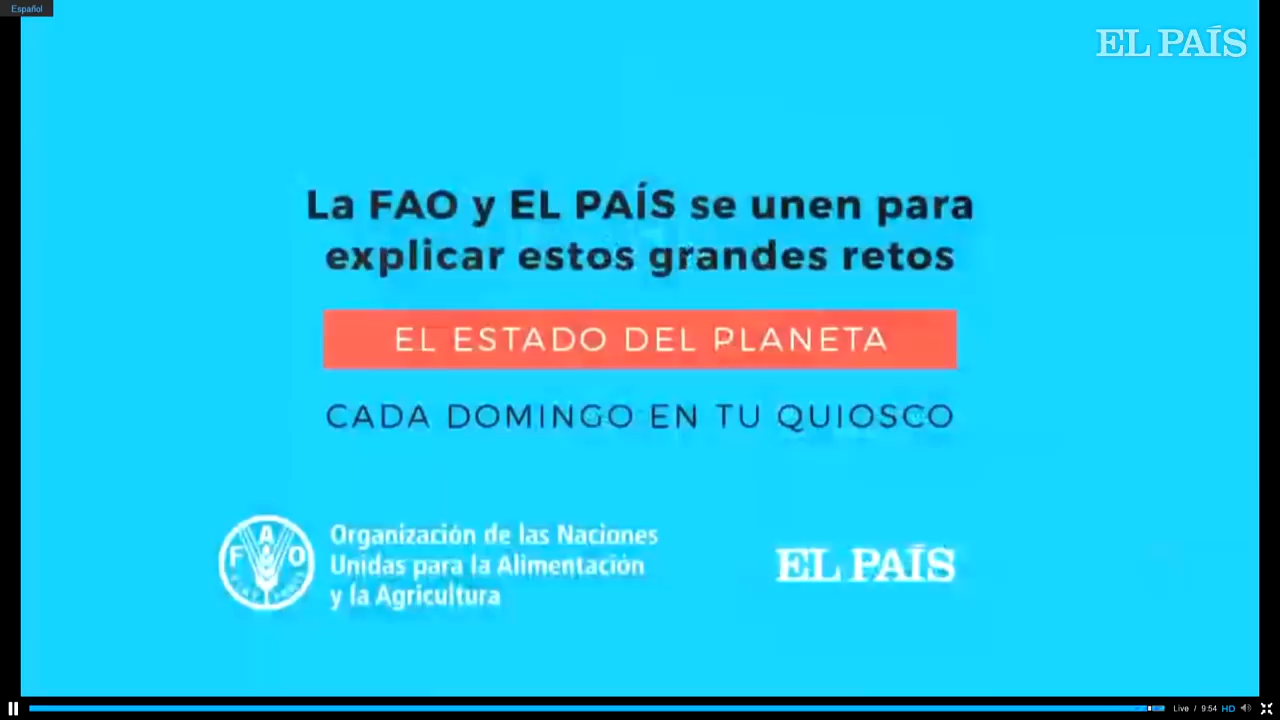 Español
EL PAÍS
La FAO y EL PAÍS se unen para
explicar estos grandes retos
EL ESTADO DEL PLANETA
CADA DOMINGO EN TU QUIOSCO
FAO
Organización de las Naciones
Unidas para la Alimentación
y la Agricultura
EL PAÍS
Live / 9:54 HD